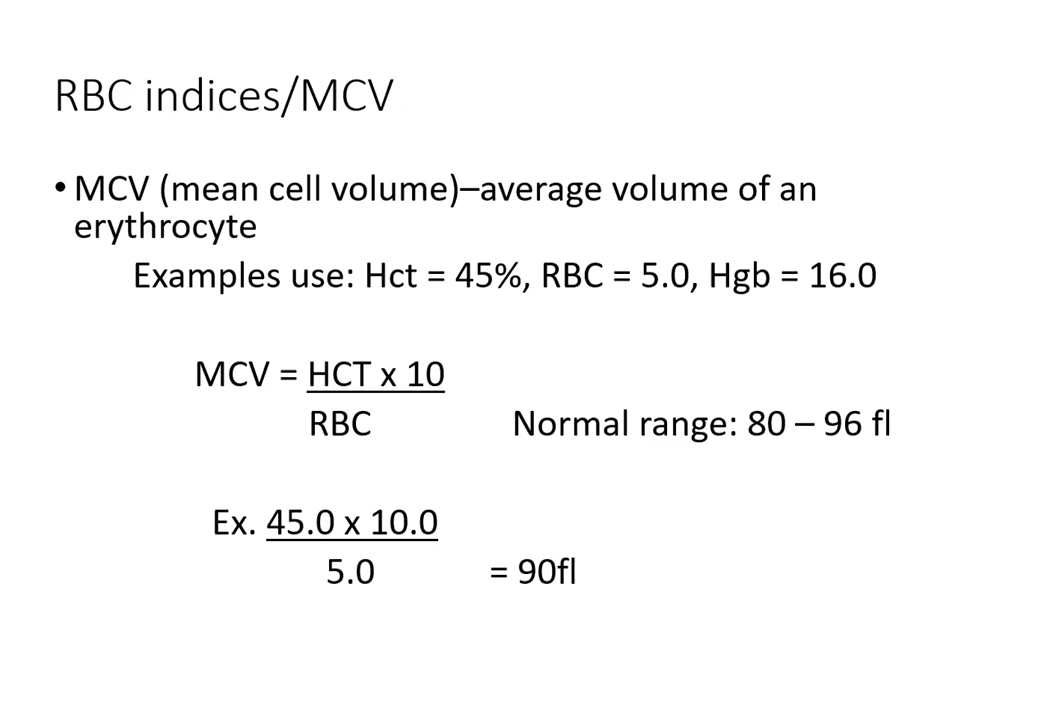 RBC indices/MCV
• MCV (mean cell volume)–average volume of an
erythrocyte
Examples use: Hct = 45%, RBC = 5.0, Hgb = 16.0
MCV = HCT x 10
RBC Normal range: 80 – 96 fl
Ex. 45.0 x 10.0
5.0 = 90fl